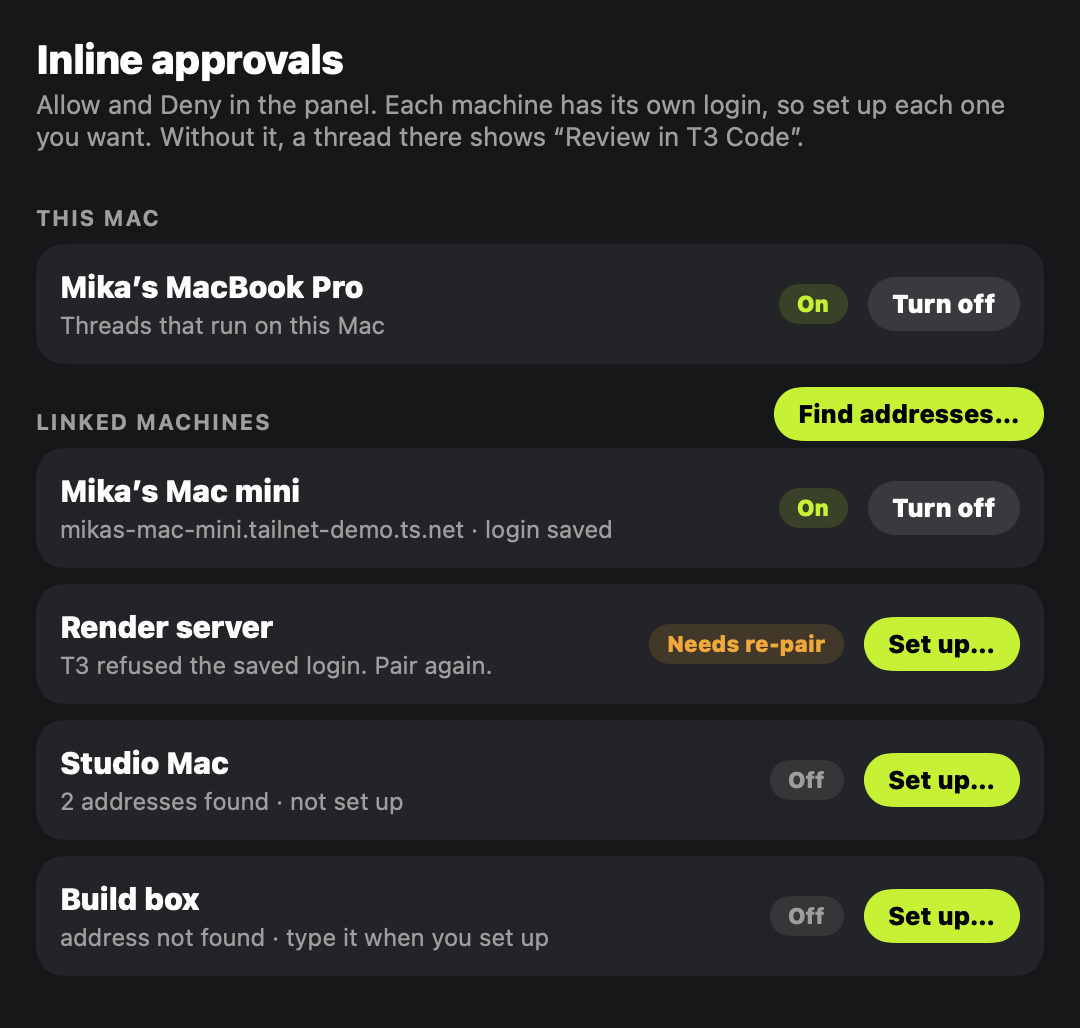 Inline approvals
Allow and Deny in the panel. Each machine has its own login, so set up each one
you want. Without it, a thread there shows “Review in T3 Code”.
THIS MAC
Mika’s MacBook Pro
Threads that run on this Mac
On
Turn off
LINKED MACHINES
Find addresses...
Mika’s Mac mini
mikas-mac-mini.tailnet-demo.ts.net · login saved
On
Turn off
Render server
T3 refused the saved login. Pair again.
Needs re-pair
Set up...
Studio Mac
2 addresses found · not set up
Off
Set up...
Build box
address not found · type it when you set up
Off
Set up...